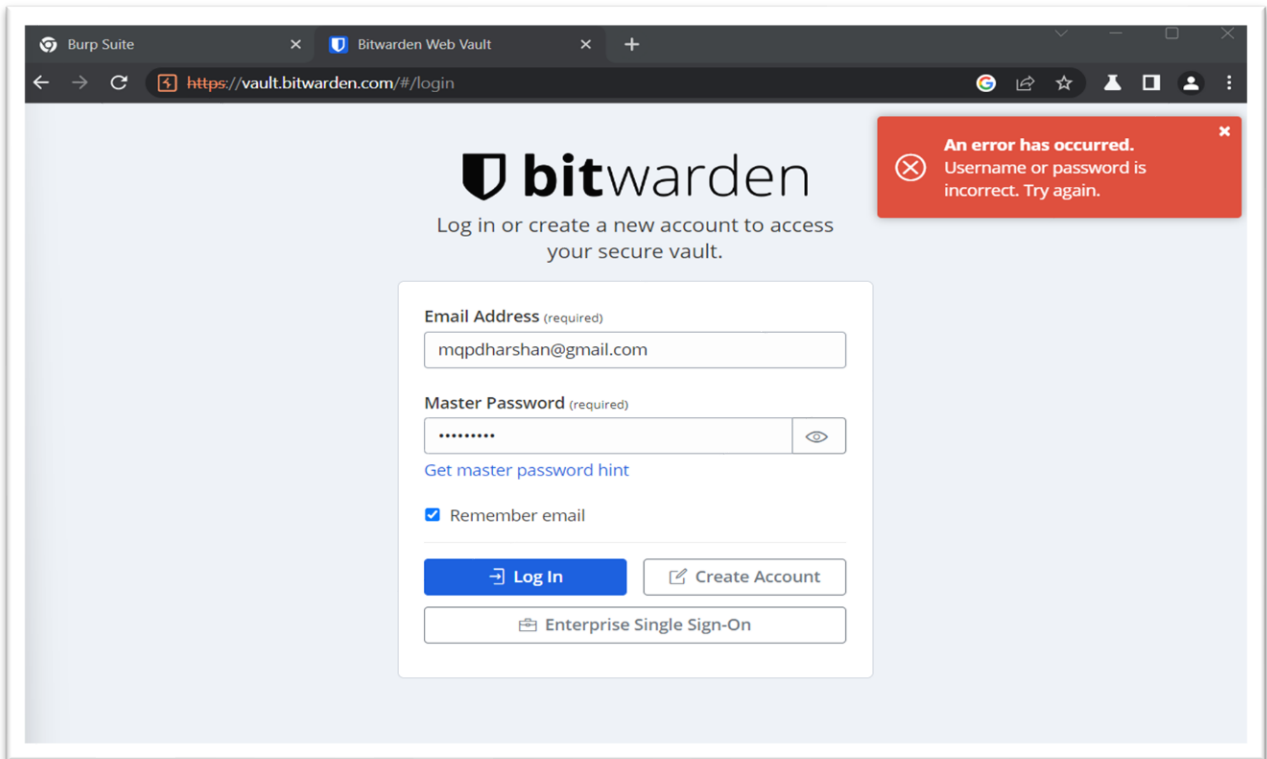 Burp Suite
Bitwarden Web Vault
https://vault.bitwarden.com/#/login
An error has occurred.
Username or password is
incorrect. Try again.
bitwarden
Log in or create a new account to access
your secure vault.
Email Address (required)
mqpdharshan@gmail.com
Master Password (required)
•••••••••
Get master password hint
Remember email
Log In
Create Account
Enterprise Single Sign-On